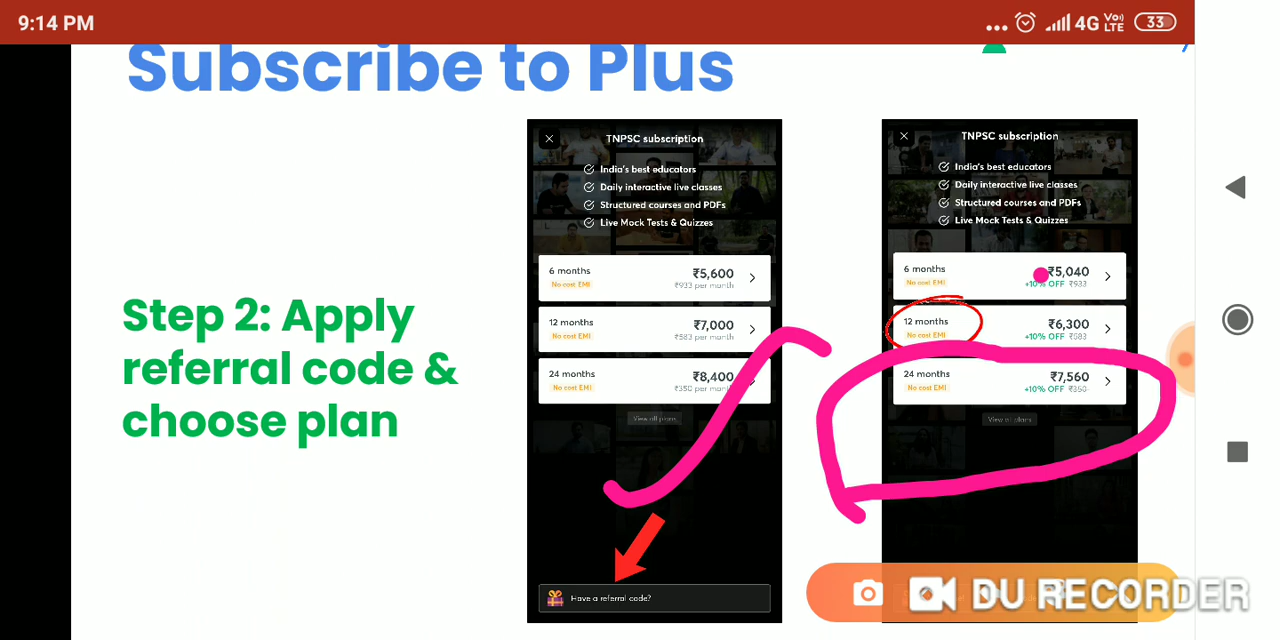 9:14 PM
4G Vo) LTE 33
Subscribe to Plus
Step 2: Apply
referral code &
choose plan
TNPSC subscription
India's best educators
Daily interactive live classes
Structured courses and PDFs
Live Mock Tests & Quizzes
6 months ₹5,600
No cost EMI ₹933 per month
12 months ₹7,000
No cost EMI ₹583 per month
24 months ₹8,400
No cost EMI ₹350 per month
View all plans
Have a referral code?
TNPSC subscription
India's best educators
Daily interactive live classes
Structured courses and PDFs
Live Mock Tests & Quizzes
6 months ₹5,040
No cost EMI +10% OFF ₹933
12 months ₹6,300
No cost EMI +10% OFF ₹583
24 months ₹7,560
No cost EMI +10% OFF ₹350
View all plans
DU RECORDER